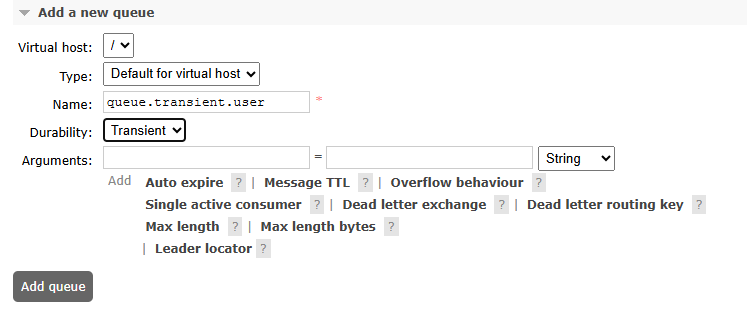 Add a new queue
Virtual host: /
Type: Default for virtual host
Name: queue.transient.user *
Durability: Transient
Arguments: = String
Add Auto expire ? | Message TTL ? | Overflow behaviour ?
Single active consumer ? | Dead letter exchange ? | Dead letter routing key ?
Max length ? | Max length bytes ?
| Leader locator ?
Add queue